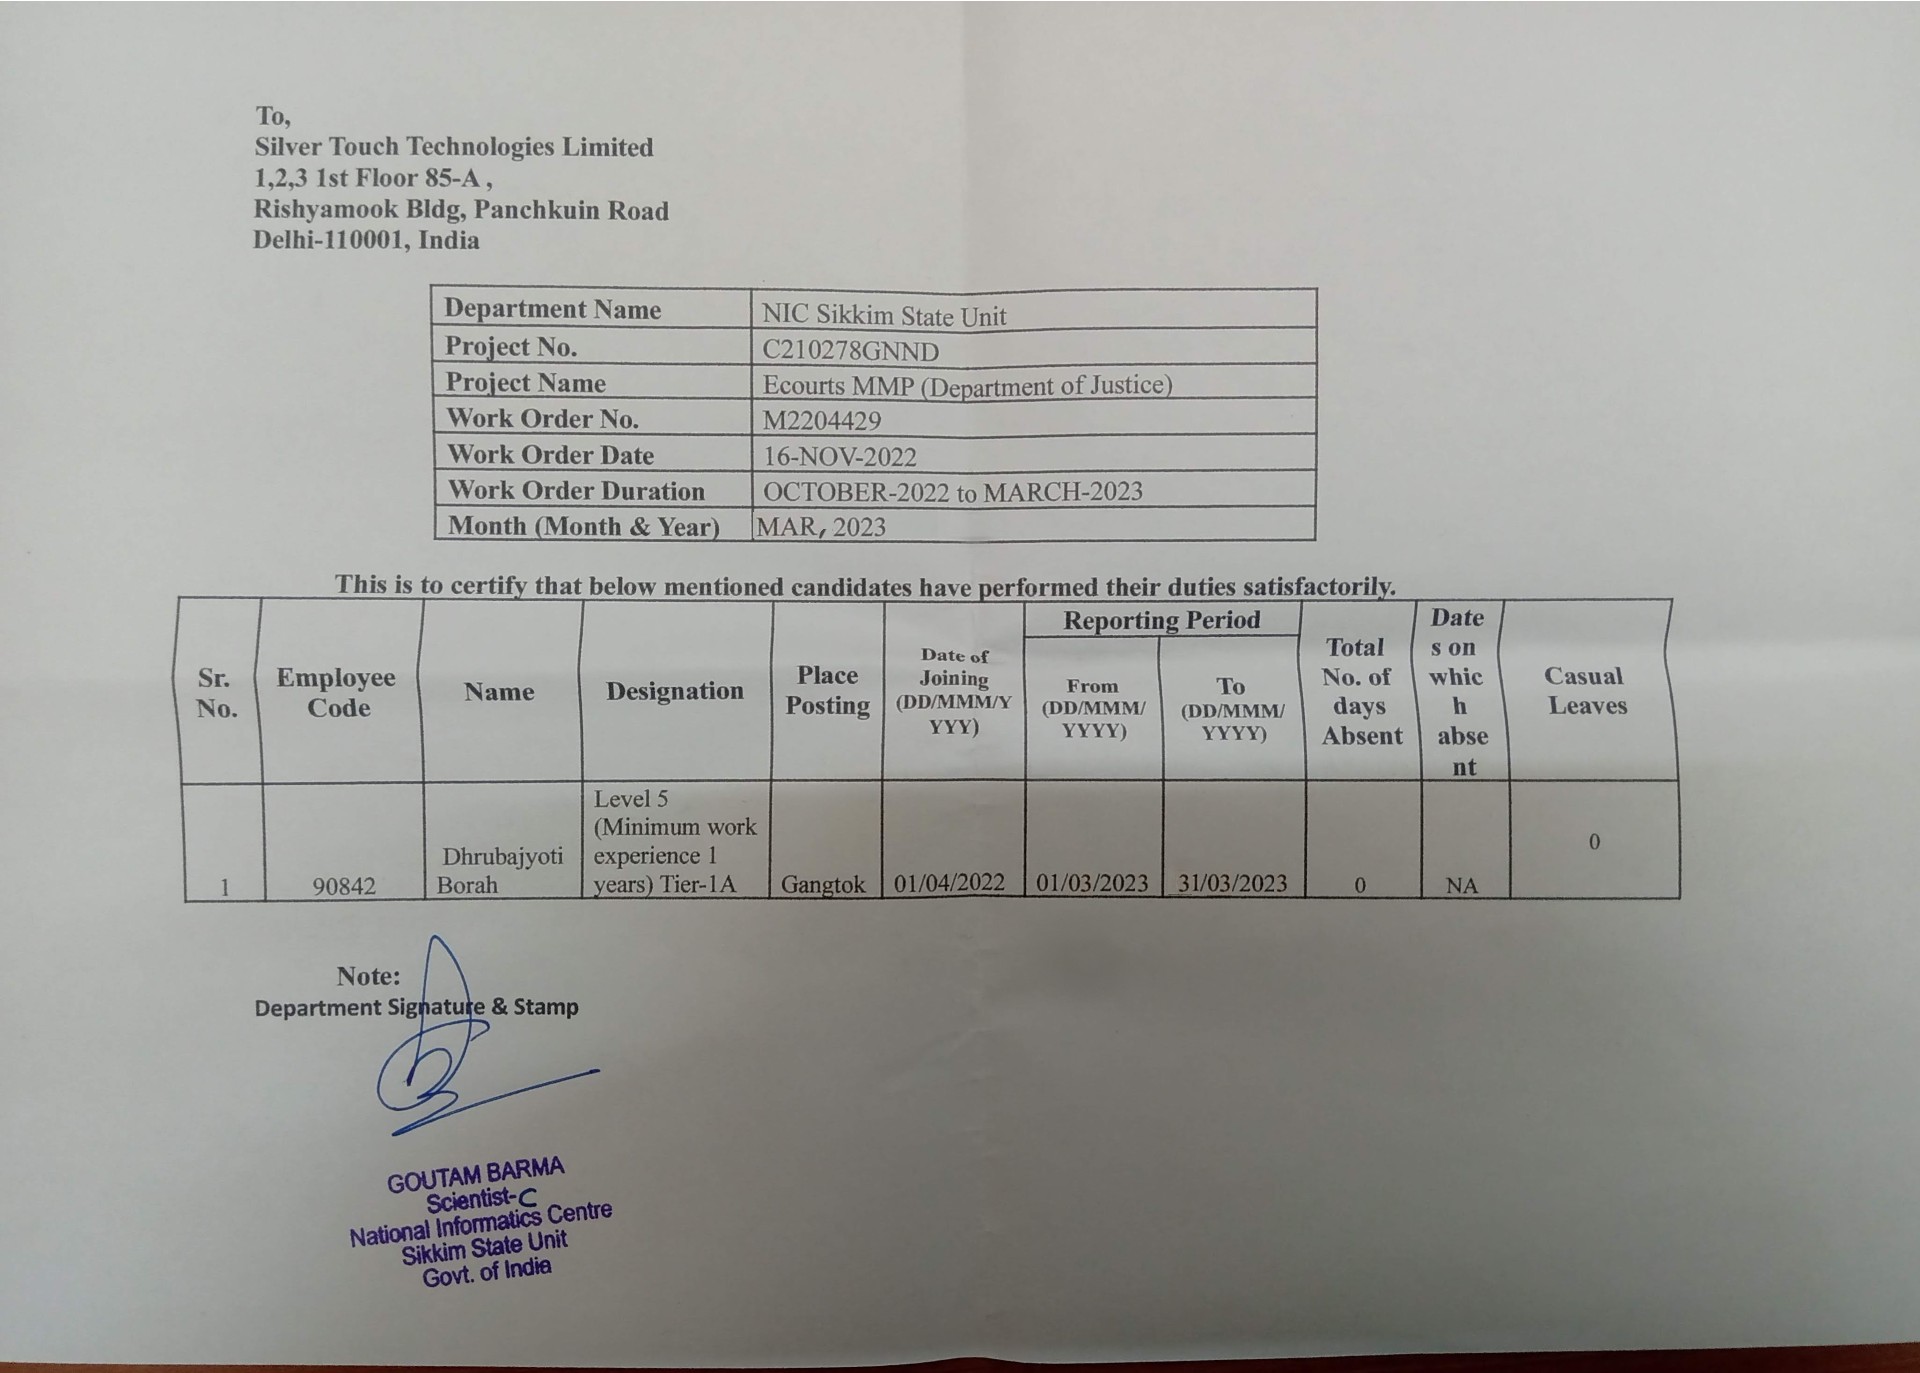 To,
Silver Touch Technologies Limited
1,2,3 1st Floor 85-A ,
Rishyamook Bldg, Panchkuin Road
Delhi-110001, India
Department Name NIC Sikkim State Unit
Project No. C210278GNND
Project Name Ecourts MMP (Department of Justice)
Work Order No. M2204429
Work Order Date 16-NOV-2022
Work Order Duration OCTOBER-2022 to MARCH-2023
Month (Month & Year) MAR, 2023
This is to certify that below mentioned candidates have performed their duties satisfactorily.
Sr.
No.
Employee
Code
Name
Designation
Place
Posting
Date of
Joining
(DD/MMM/Y
YYY)
Reporting Period
From
(DD/MMM/
YYYY)
To
(DD/MMM/
YYYY)
Total
No. of
days
Absent
Date
s on
whic
h
abse
nt
Casual
Leaves
1
90842
Dhrubajyoti
Borah
Level 5
(Minimum work
experience 1
years) Tier-1A
Gangtok
01/04/2022
01/03/2023
31/03/2023
0
NA
0
Note:
Department Signature & Stamp
GOUTAM BARMA
Scientist-C
National Informatics Centre
Sikkim State Unit
Govt. of India